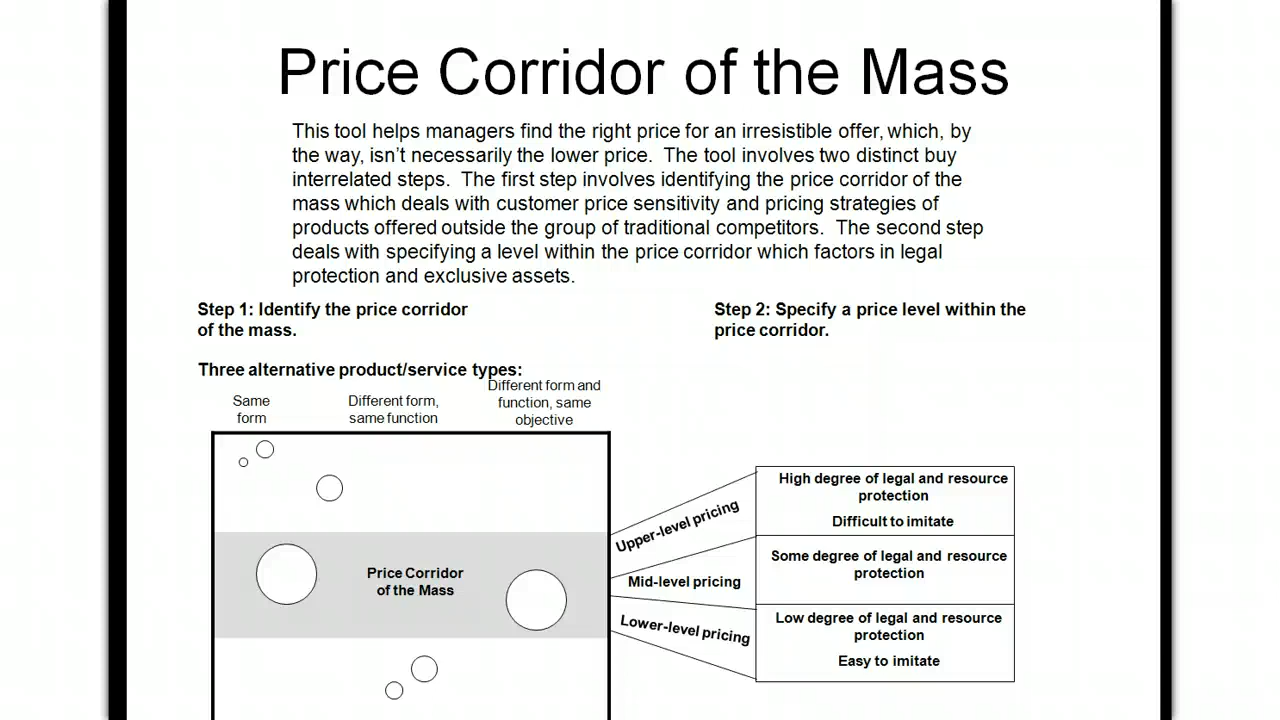 Price Corridor of the Mass
This tool helps managers find the right price for an irresistible offer, which, by
the way, isn’t necessarily the lower price.  The tool involves two distinct buy
interrelated steps.  The first step involves identifying the price corridor of the
mass which deals with customer price sensitivity and pricing strategies of
products offered outside the group of traditional competitors.  The second step
deals with specifying a level within the price corridor which factors in legal
protection and exclusive assets.
Step 1: Identify the price corridor
of the mass.
Step 2: Specify a price level within the
price corridor.
Three alternative product/service types:
Same
form
Different form,
same function
Different form and
function, same
objective
Price Corridor
of the Mass
Upper-level pricing
Mid-level pricing
Lower-level pricing
High degree of legal and resource
protection
Difficult to imitate
Some degree of legal and resource
protection
Low degree of legal and resource
protection
Easy to imitate